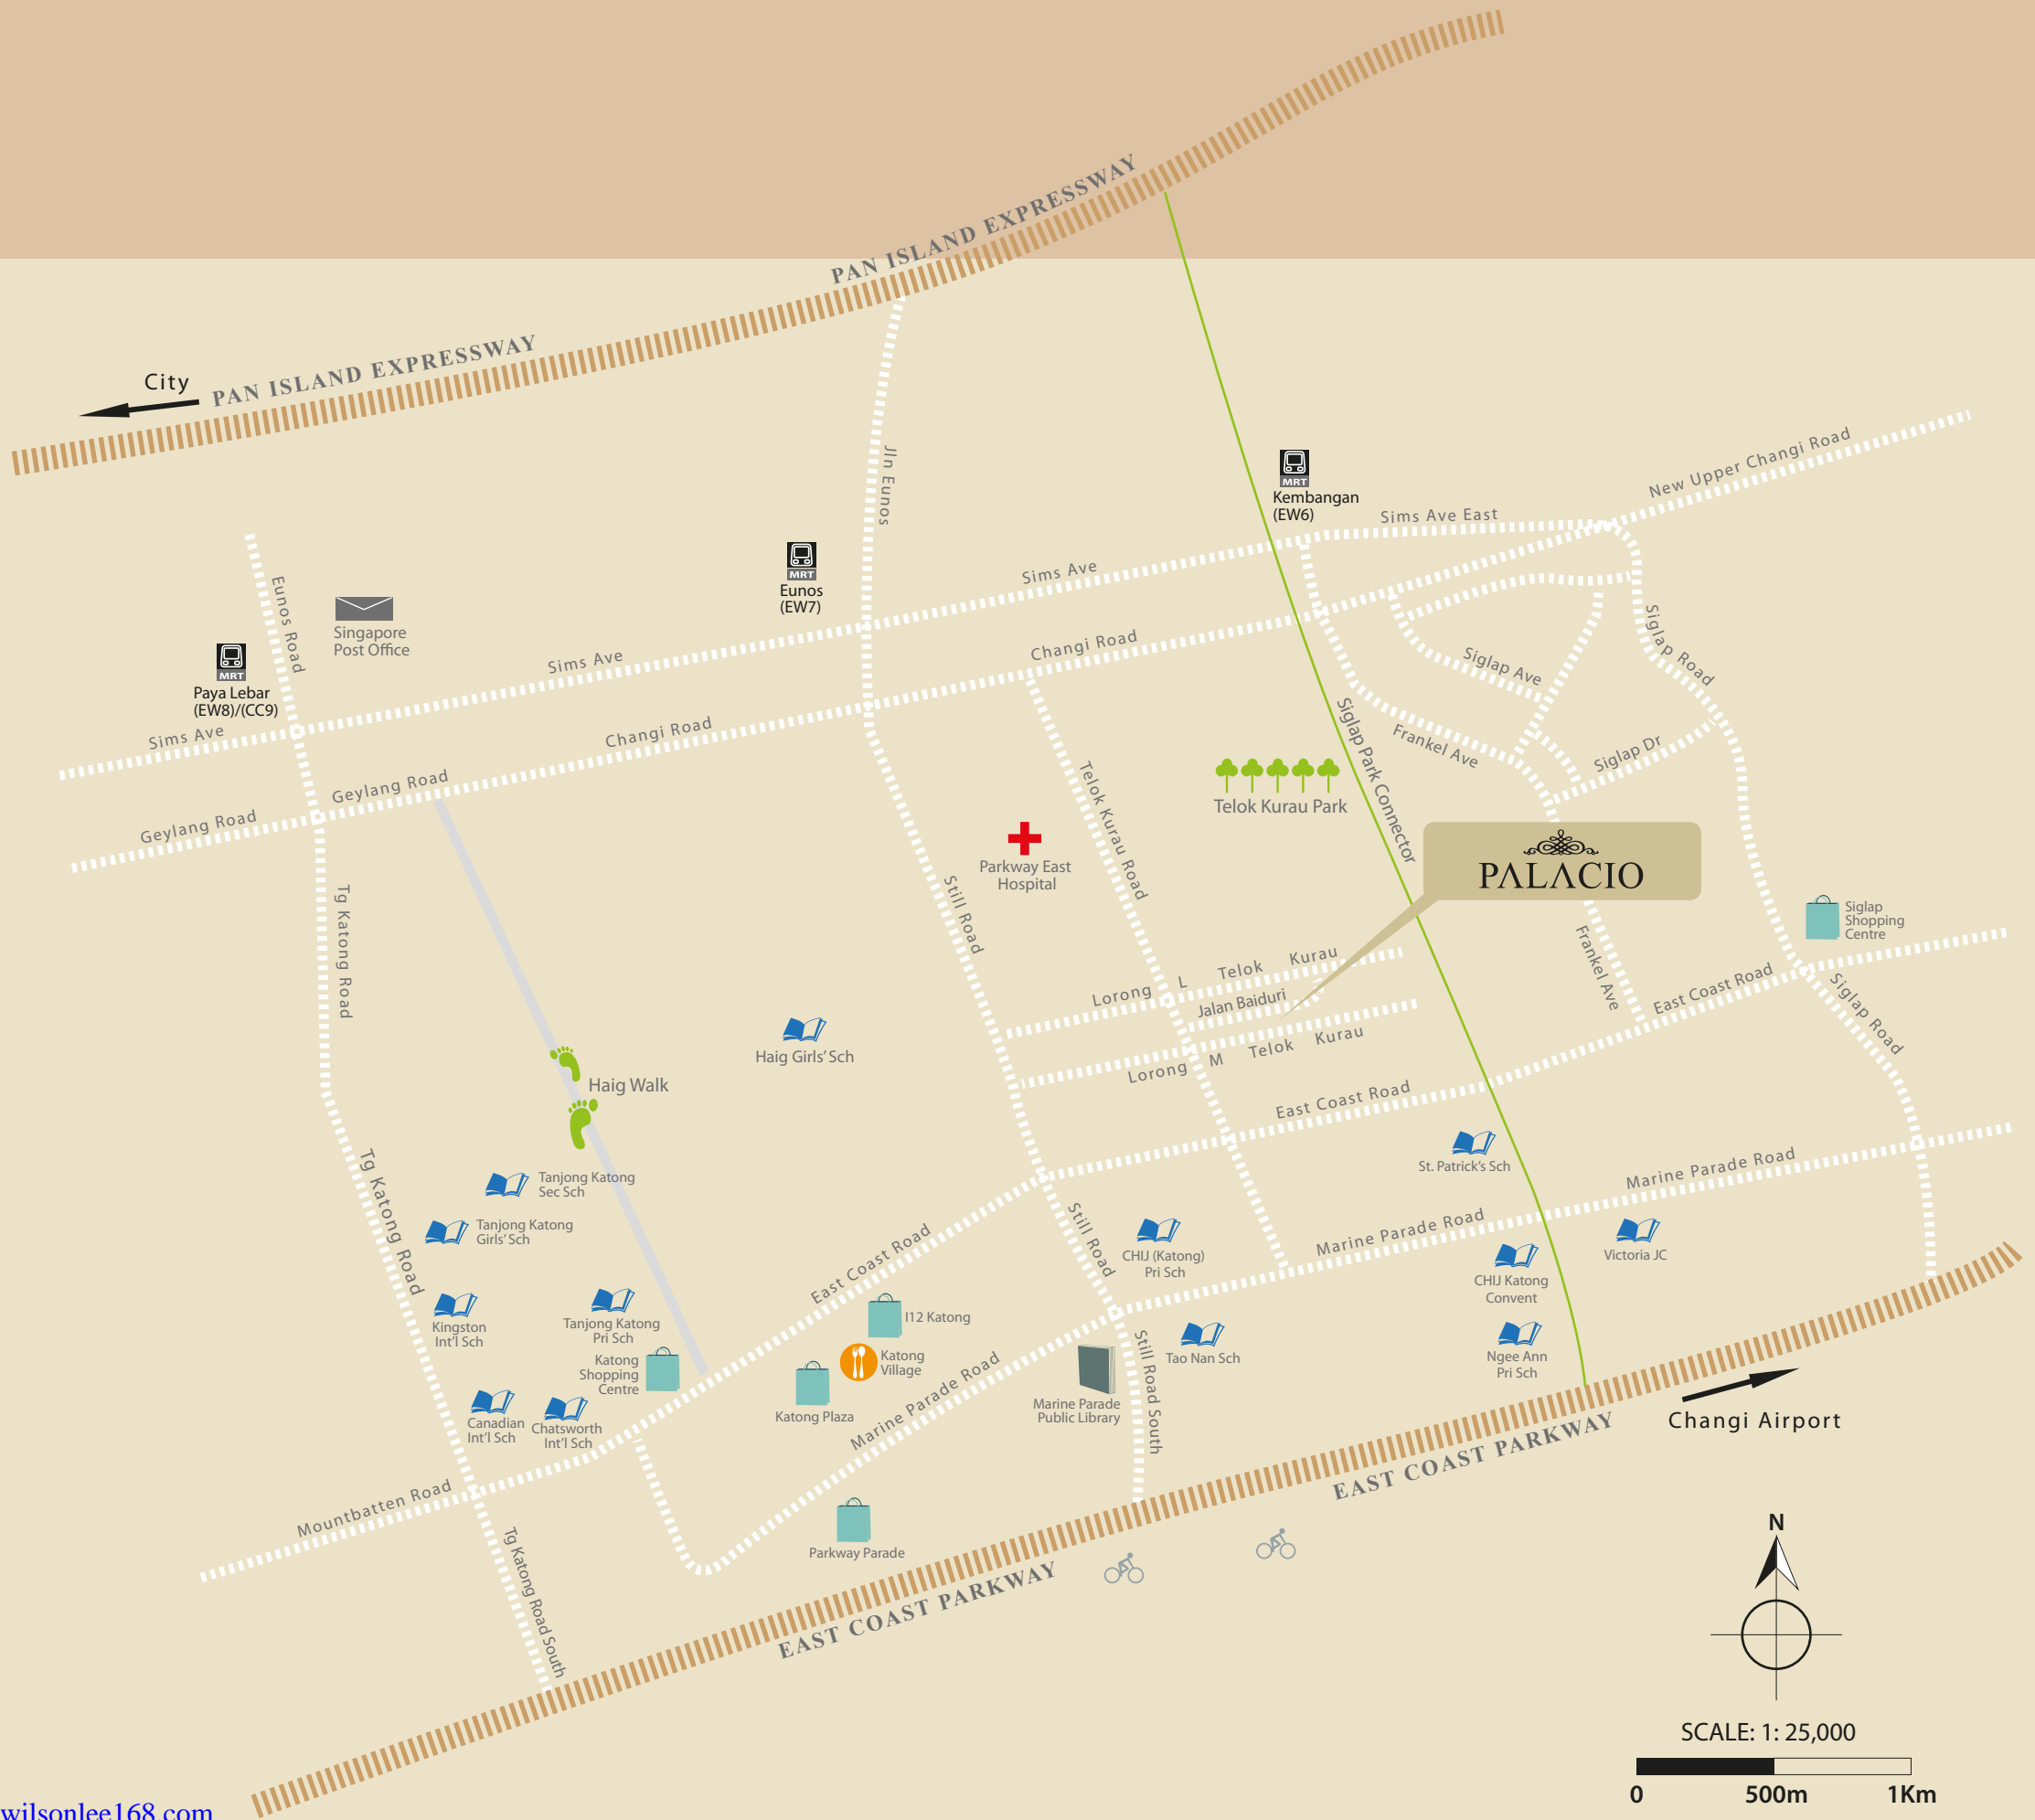 PAN ISLAND EXPRESSWAY
PAN ISLAND EXPRESSWAY
City
New Upper Changi Road
Jln Eunos
MRT
Kembangan
(EW6)
Sims Ave East
MRT
Eunos
(EW7)
Sims Ave
Eunos Road
Singapore
Post Office
MRT
Paya Lebar
(EW8)/(CC9)
Sims Ave
Sims Ave
Changi Road
Changi Road
Siglap Road
Siglap Ave
Siglap Park Connector
Frankel Ave
Siglap Dr
Geylang Road
Geylang Road
Telok Kurau Park
Telok Kurau Road
Parkway East
Hospital
PALACIO
Tg Katong Road
Still Road
Siglap
Shopping
Centre
Frankel Ave
Lorong L Telok Kurau
Jalan Baiduri
Lorong M Telok Kurau
East Coast Road
Siglap Road
Haig Girls' Sch
Haig Walk
East Coast Road
St. Patrick's Sch
Marine Parade Road
Tg Katong Road
Tanjong Katong
Sec Sch
Tanjong Katong
Girls' Sch
Still Road
CHIJ (Katong)
Pri Sch
Marine Parade Road
Victoria JC
CHIJ Katong
Convent
East Coast Road
Kingston
Int'l Sch
Tanjong Katong
Pri Sch
I12 Katong
Katong
Shopping
Centre
Katong
Village
Tao Nan Sch
Ngee Ann
Pri Sch
Still Road South
Marine Parade
Public Library
Katong Plaza
Marine Parade Road
Canadian
Int'l Sch
Chatsworth
Int'l Sch
Changi Airport
EAST COAST PARKWAY
Mountbatten Road
Tg Katong Road South
Parkway Parade
EAST COAST PARKWAY
N
SCALE: 1: 25,000
0 500m 1Km
wilsonlee168.com